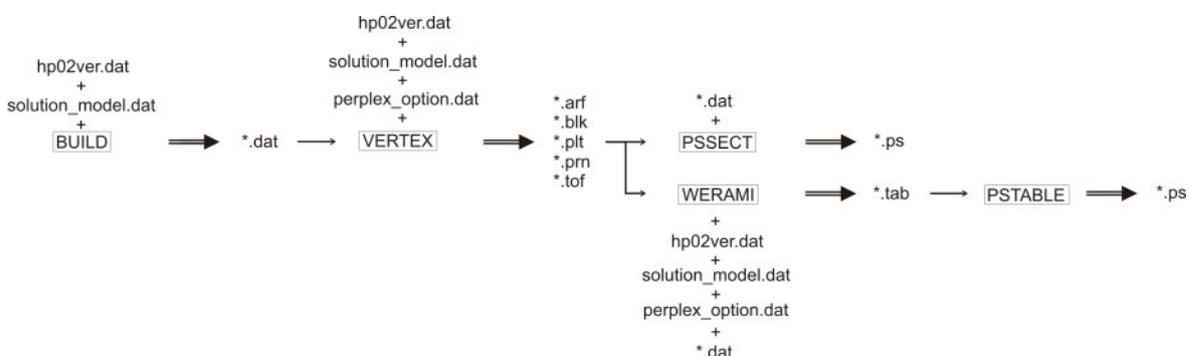 hp02ver.dat
+
solution_model.dat
+
BUILD
*.dat
hp02ver.dat
+
solution_model.dat
+
perplex_option.dat
+
VERTEX
*.arf
*.blk
*.plt
*.prn
*.tof
*.dat
+
PSSECT
*.ps
WERAMI
+
hp02ver.dat
+
solution_model.dat
+
perplex_option.dat
+
*.dat
*.tab
PSTABLE
*.ps